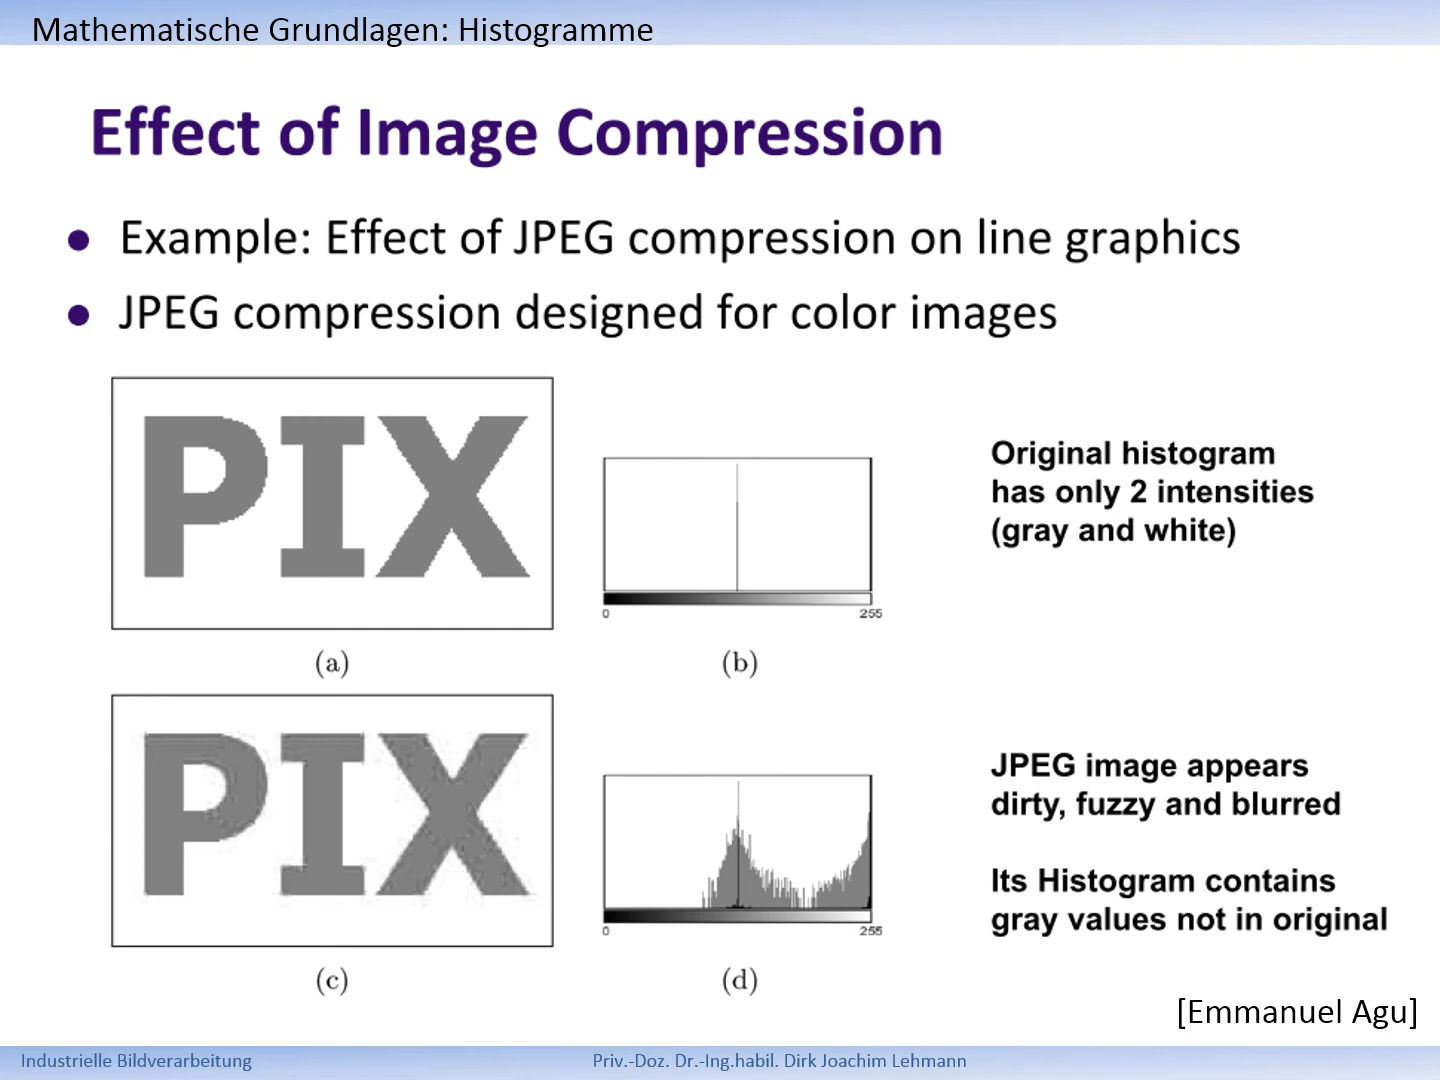 Mathematische Grundlagen: Histogramme
Effect of Image Compression
Example: Effect of JPEG compression on line graphics
JPEG compression designed for color images
PIX
(a)
0 255
(b)
Original histogram
has only 2 intensities
(gray and white)
PIX
(c)
0 255
(d)
JPEG image appears
dirty, fuzzy and blurred
Its Histogram contains
gray values not in original
[Emmanuel Agu]
Industrielle Bildverarbeitung
Priv.-Doz. Dr.-Ing.habil. Dirk Joachim Lehmann